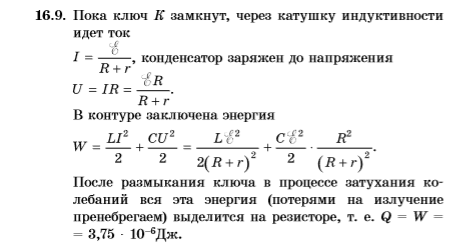 16.9. Пока ключ K замкнут, через катушку индуктивности
идет ток
I = ℰ / (R + r), конденсатор заряжен до напряжения
U = IR = ℰR / (R + r).
В контуре заключена энергия
W = LI²/2 + CU²/2 = Lℰ² / 2(R + r)² + Cℰ²/2 · R² / (R + r)².
После размыкания ключа в процессе затухания ко-
лебаний вся эта энергия (потерями на излучение
пренебрегаем) выделится на резисторе, т. е. Q = W =
= 3,75 · 10⁻⁶Дж.